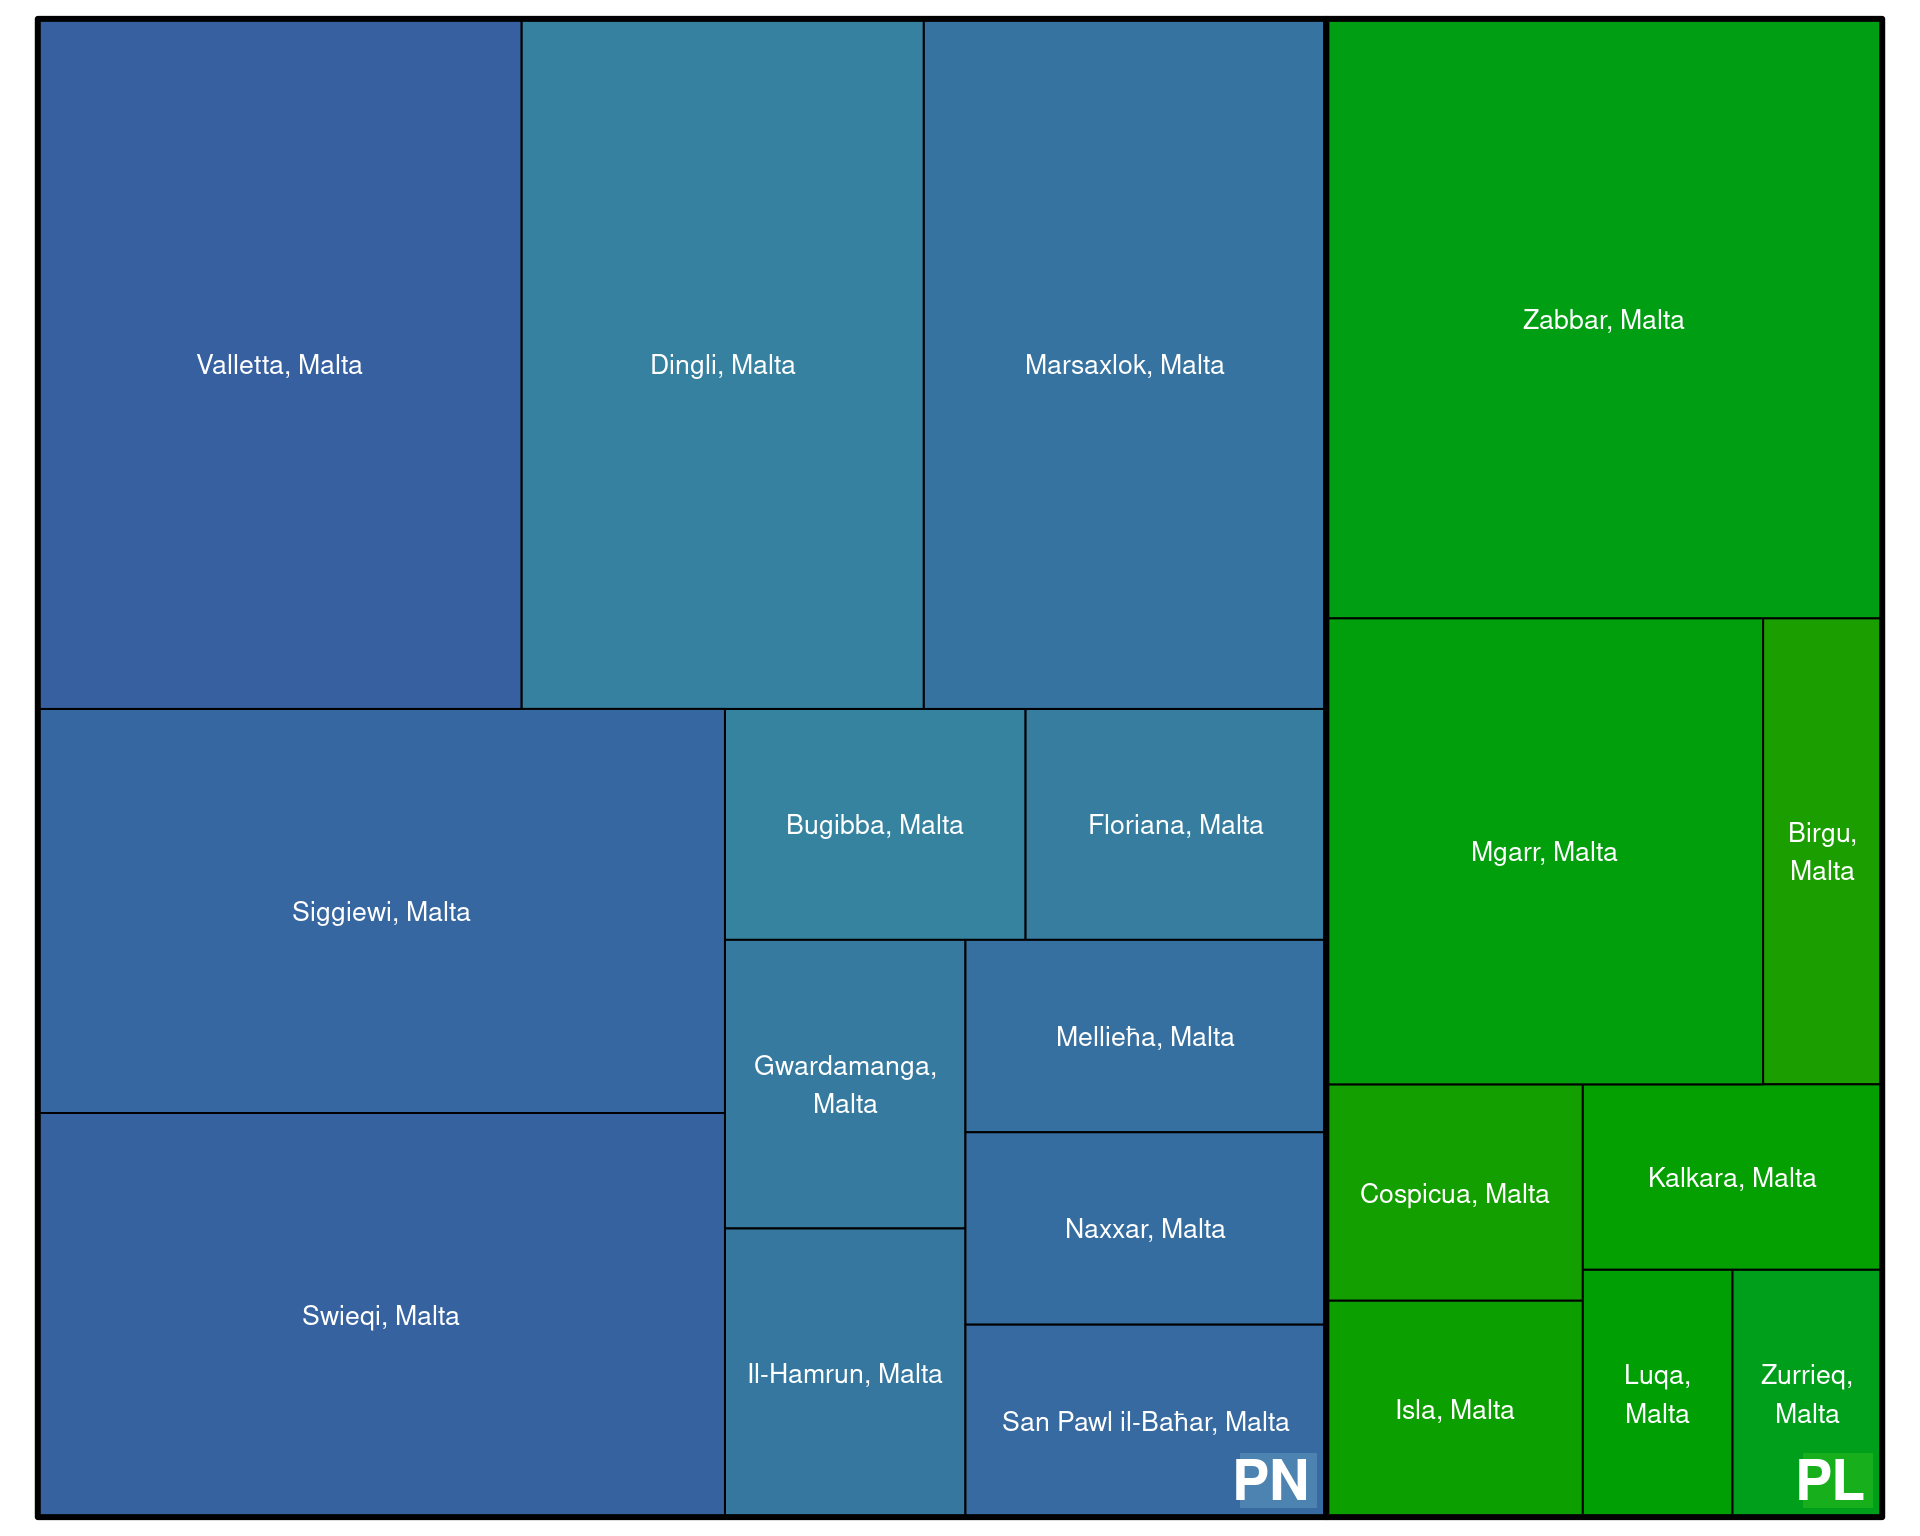 Valletta, Malta
Dingli, Malta
Marsaxlok, Malta
Siggiewi, Malta
Swieqi, Malta
Bugibba, Malta
Floriana, Malta
Gwardamanga,
Malta
Mellieħa, Malta
Naxxar, Malta
Il-Hamrun, Malta
San Pawl il-Baħar, Malta
PN
Zabbar, Malta
Mgarr, Malta
Birgu,
Malta
Cospicua, Malta
Kalkara, Malta
Isla, Malta
Luqa,
Malta
Zurrieq,
Malta
PL